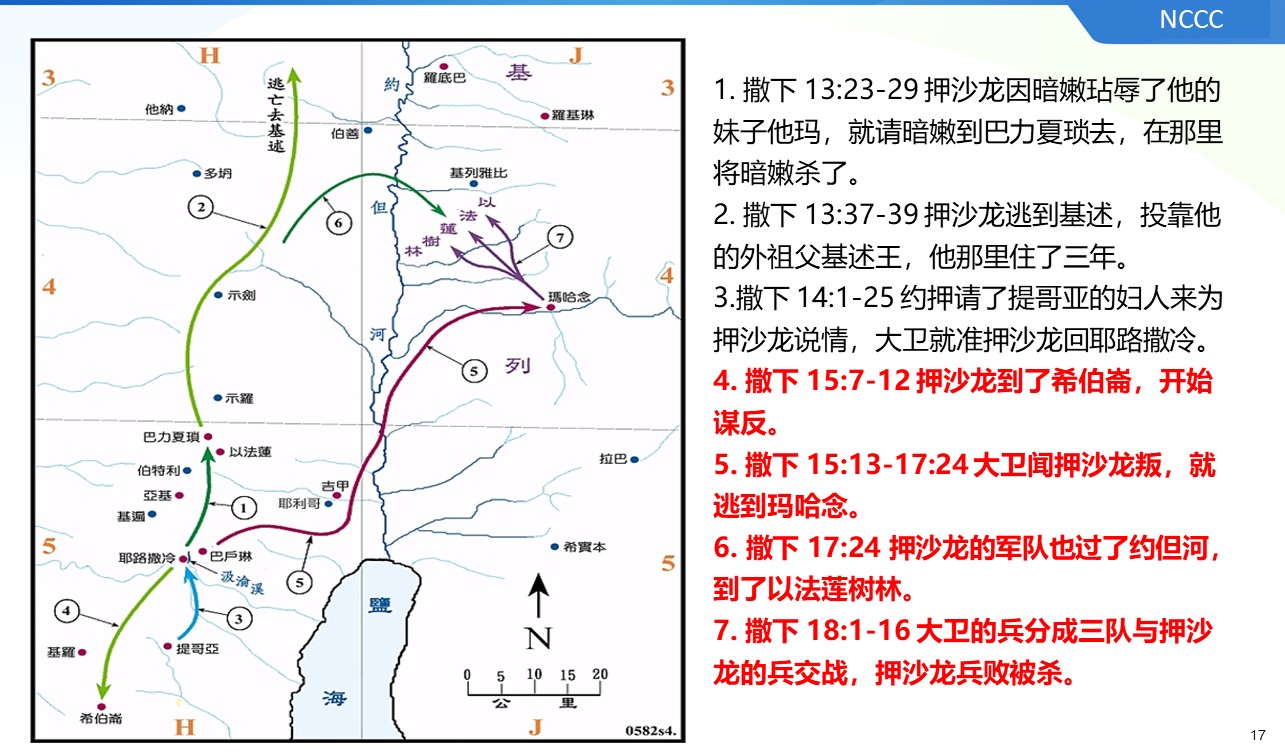 NCCC
H
J
3
3
逃亡去基述
約
羅底巴
基
他納
羅基琳
伯善
多坍
基列雅比
2
6
但
以
法
蓮
樹
林
7
4
4
示劍
瑪哈念
河
5
列
示羅
巴力夏瑣
以法蓮
伯特利
拉巴
亞基
吉甲
耶利哥
基遍
1
5
5
耶路撒冷
巴戶琳
希實本
汲淪溪
5
4
3
鹽
N
基羅
提哥亞
0 5 10 15 20
公 里
海
希伯崙
H
J
0582s4.
1. 撒下 13:23-29 押沙龙因暗嫩玷辱了他的
妹子他玛，就请暗嫩到巴力夏琐去，在那里
将暗嫩杀了。
2. 撒下 13:37-39 押沙龙逃到基述，投靠他
的外祖父基述王，他那里住了三年。
3.撒下 14:1-25 约押请了提哥亚的妇人来为
押沙龙说情，大卫就准押沙龙回耶路撒冷。
4. 撒下 15:7-12 押沙龙到了希伯崙，开始
谋反。
5. 撒下 15:13-17:24 大卫闻押沙龙叛，就
逃到玛哈念。
6. 撒下 17:24 押沙龙的军队也过了约但河，
到了以法莲树林。
7. 撒下 18:1-16 大卫的兵分成三队与押沙
龙的兵交战，押沙龙兵败被杀。
17